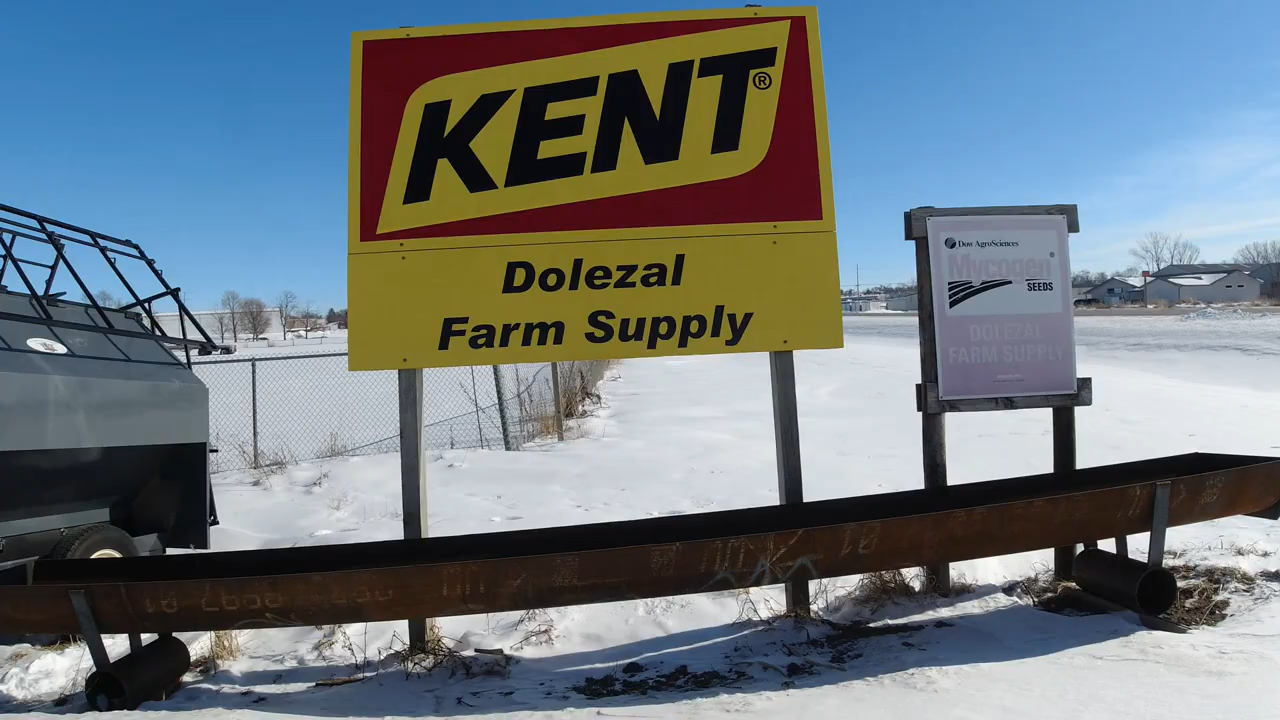 KENT®
Dolezal
Farm Supply
Dow AgroSciences
Mycogen®
SEEDS
DOLEZAL
FARM SUPPLY